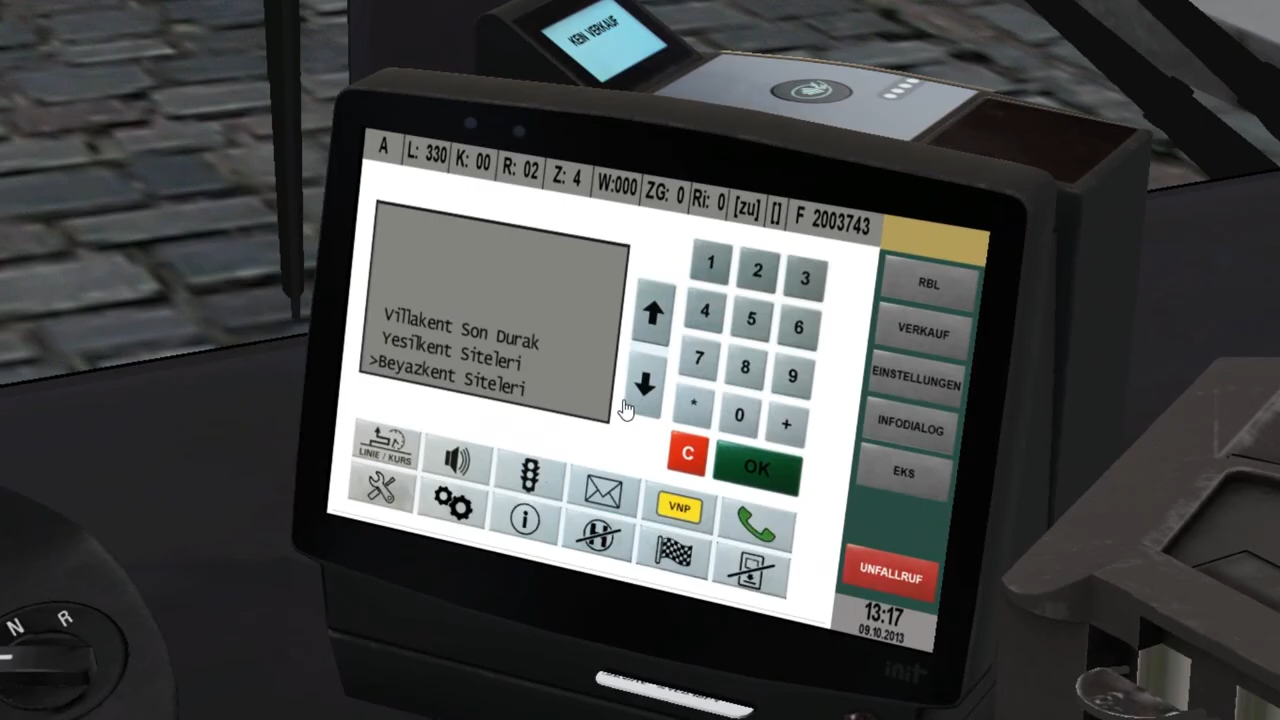 KEIN VERKAUF
A L: 330 K: 00 R: 02 Z: 4 W:000 ZG: 0 Ri: 0 [zu] [] F 2003743
Villakent Son Durak
Yesilkent Siteleri
>Beyazkent Siteleri
1 2 3
4 5 6
7 8 9
* 0 +
C OK
RBL
VERKAUF
EINSTELLUNGEN
INFODIALOG
EKS
UNFALLRUF
13:17
09.10.2013
LINIE / KURS
VNP
i
H
init
N R